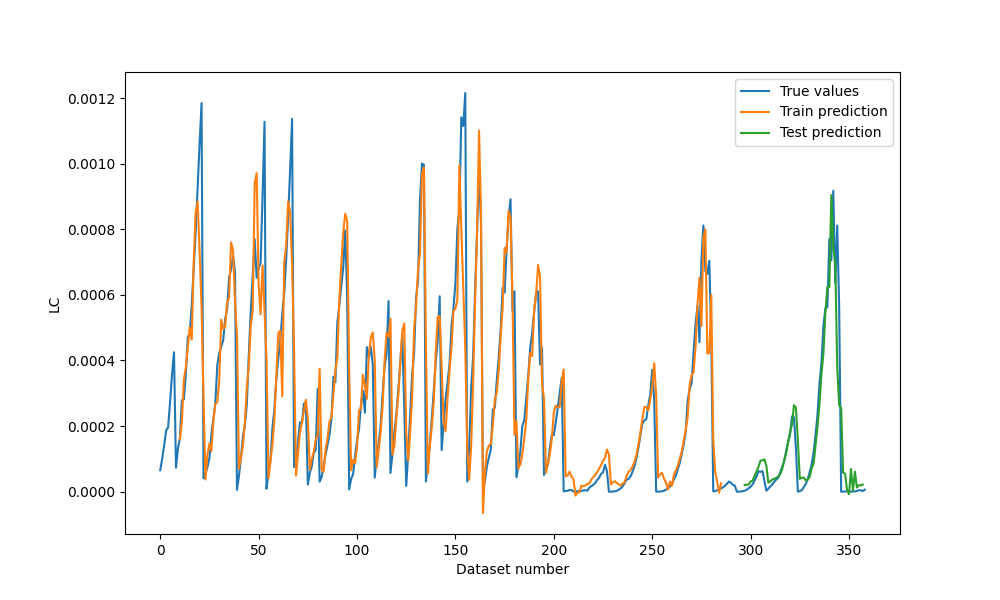 True values
Train prediction
Test prediction
0.0012
0.0010
0.0008
0.0006
0.0004
0.0002
0.0000
LC
0 50 100 150 200 250 300 350
Dataset number